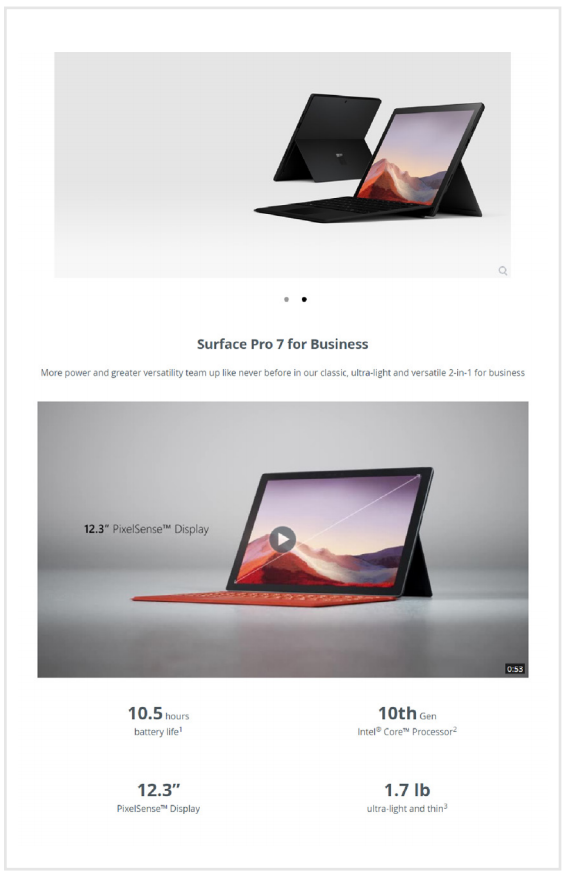 Surface Pro 7 for Business
More power and greater versatility team up like never before in our classic, ultra-light and versatile 2-in-1 for business
12.3” PixelSense™ Display
0:53
10.5 hours
battery life¹
10th Gen
Intel® Core™ Processor²
12.3”
PixelSense™ Display
1.7 lb
ultra-light and thin³